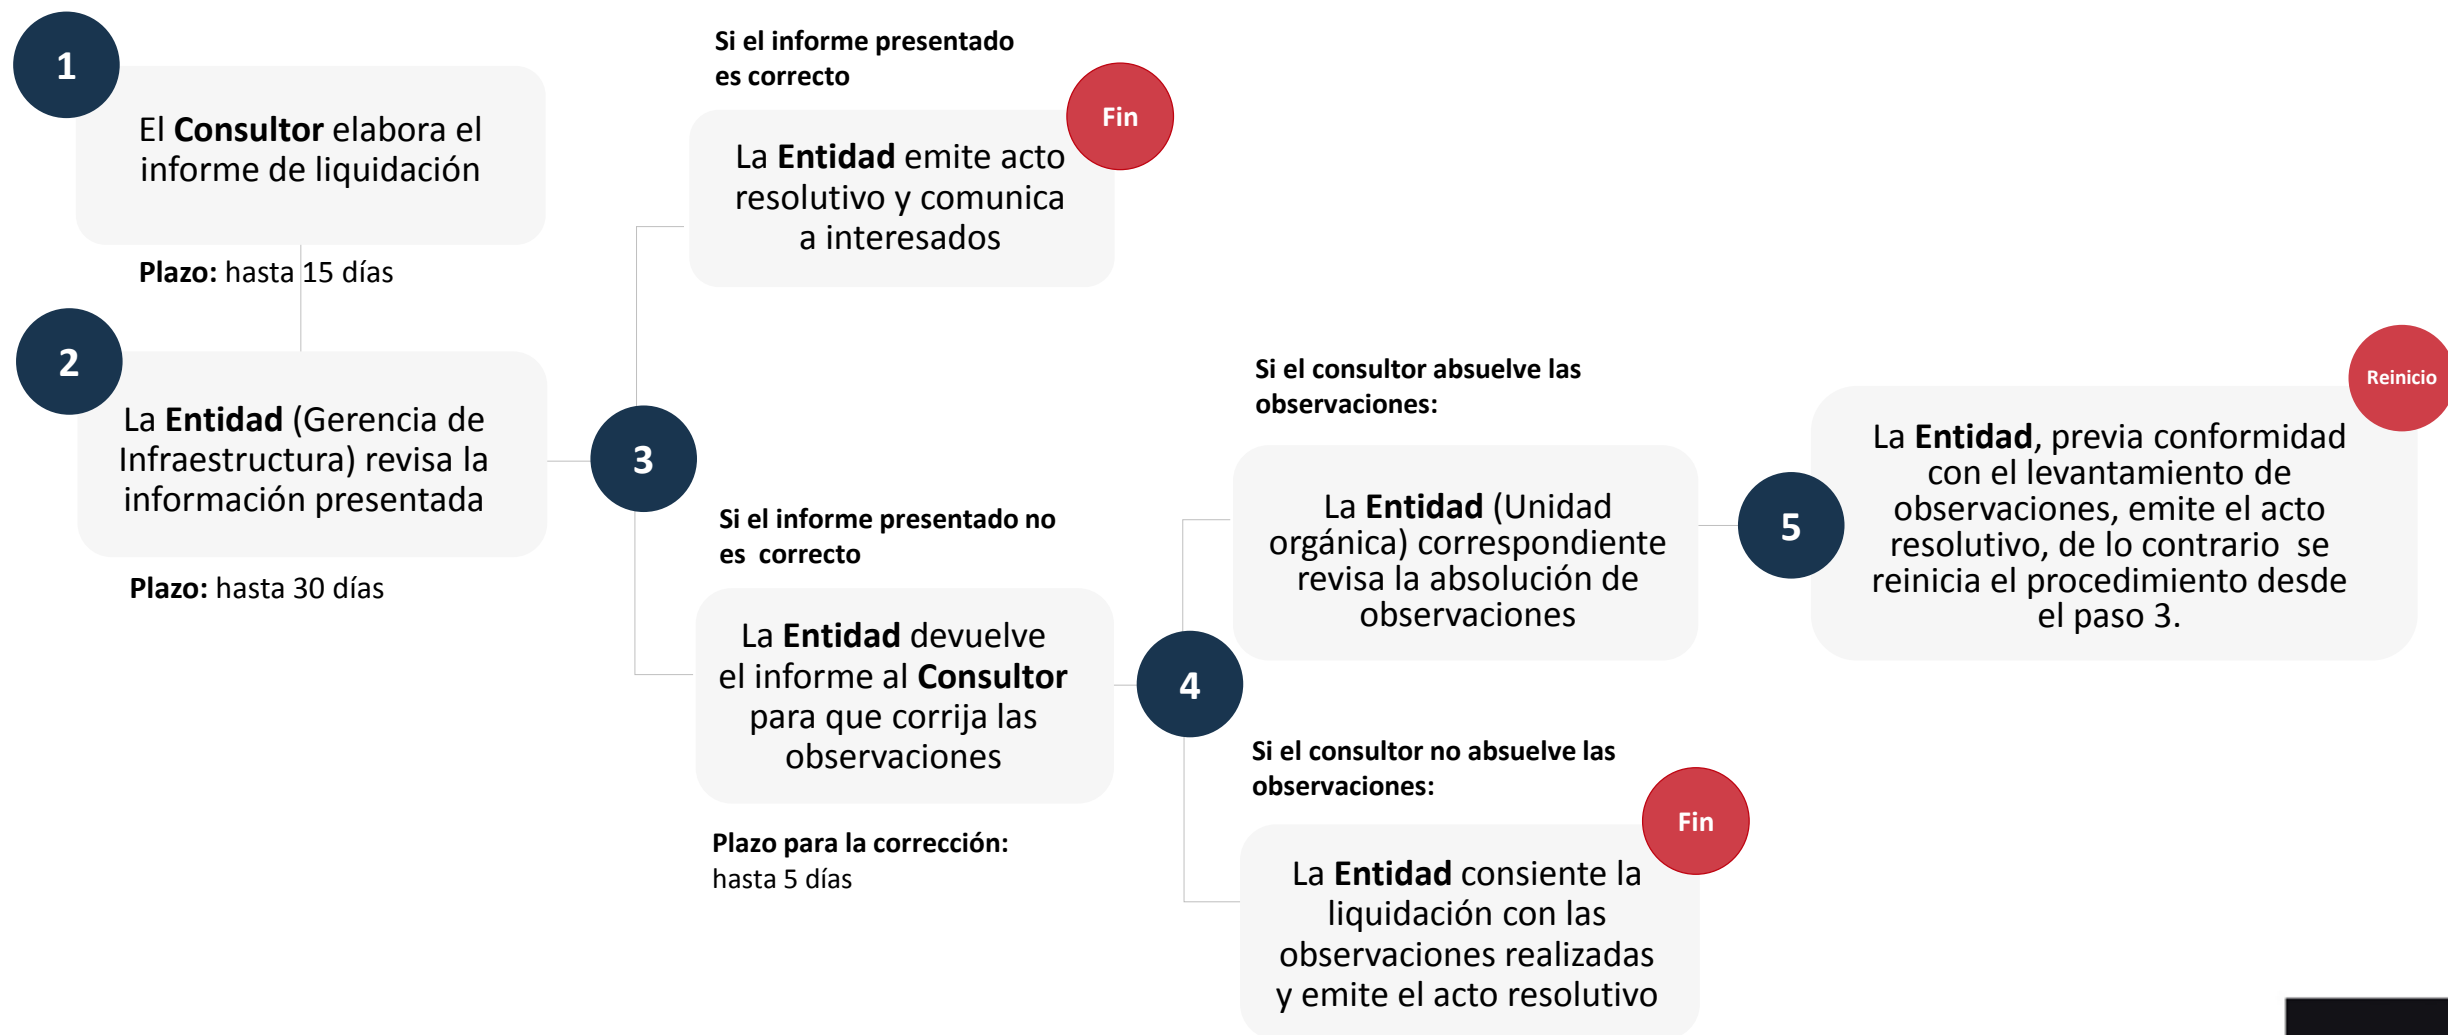 1
El Consultor elabora el
informe de liquidación
Plazo: hasta 15 días
2
La Entidad (Gerencia de
Infraestructura) revisa la
información presentada
Plazo: hasta 30 días
3
Si el informe presentado
es correcto
Fin
La Entidad emite acto
resolutivo y comunica
a interesados
Si el informe presentado no
es correcto
La Entidad devuelve
el informe al Consultor
para que corrija las
observaciones
Plazo para la corrección:
hasta 5 días
4
Si el consultor absuelve las
observaciones:
La Entidad (Unidad
orgánica) correspondiente
revisa la absolución de
observaciones
Si el consultor no absuelve las
observaciones:
Fin
La Entidad consiente la
liquidación con las
observaciones realizadas
y emite el acto resolutivo
5
Reinicio
La Entidad, previa conformidad
con el levantamiento de
observaciones, emite el acto
resolutivo, de lo contrario se
reinicia el procedimiento desde
el paso 3.